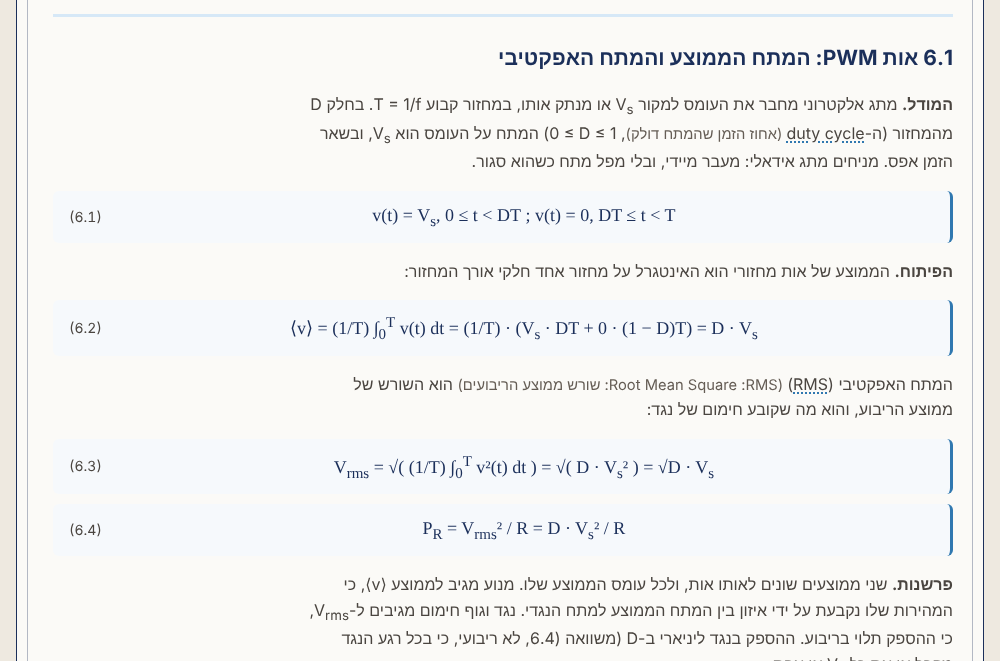 6.1 אות PWM: המתח הממוצע והמתח האפקטיבי
המודל. מתג אלקטרוני מחבר את העומס למקור Vs או מנתק אותו, במחזור קבוע T = 1/f. בחלק D
מהמחזור (ה-duty cycle (אחוז הזמן שהמתח דולק), 0 ≤ D ≤ 1) המתח על העומס הוא Vs, ובשאר
הזמן אפס. מניחים מתג אידאלי: מעבר מיידי, ובלי מפל מתח כשהוא סגור.
v(t) = Vs, 0 ≤ t < DT ; v(t) = 0, DT ≤ t < T (6.1)
הפיתוח. הממוצע של אות מחזורי הוא האינטגרל על מחזור אחד חלקי אורך המחזור:
⟨v⟩ = (1/T) ∫0T v(t) dt = (1/T) · (Vs · DT + 0 · (1 − D)T) = D · Vs (6.2)
המתח האפקטיבי (RMS) (Root Mean Square :RMS: שורש ממוצע הריבועים) הוא השורש של
ממוצע הריבוע, והוא מה שקובע חימום של נגד:
Vrms = √( (1/T) ∫0T v²(t) dt ) = √( D · Vs² ) = √D · Vs (6.3)
PR = Vrms² / R = D · Vs² / R (6.4)
פרשנות. שני ממוצעים שונים לאותו אות, ולכל עומס הממוצע שלו. מנוע מגיב לממוצע ⟨v⟩, כי
המהירות שלו נקבעת על ידי איזון בין המתח הממוצע למתח הנגדי. נגד וגוף חימום מגיבים ל-Vrms,
כי ההספק תלוי בריבוע. ההספק בנגד ליניארי ב-D (משוואה 6.4), לא ריבועי, כי בכל רגע הנגד